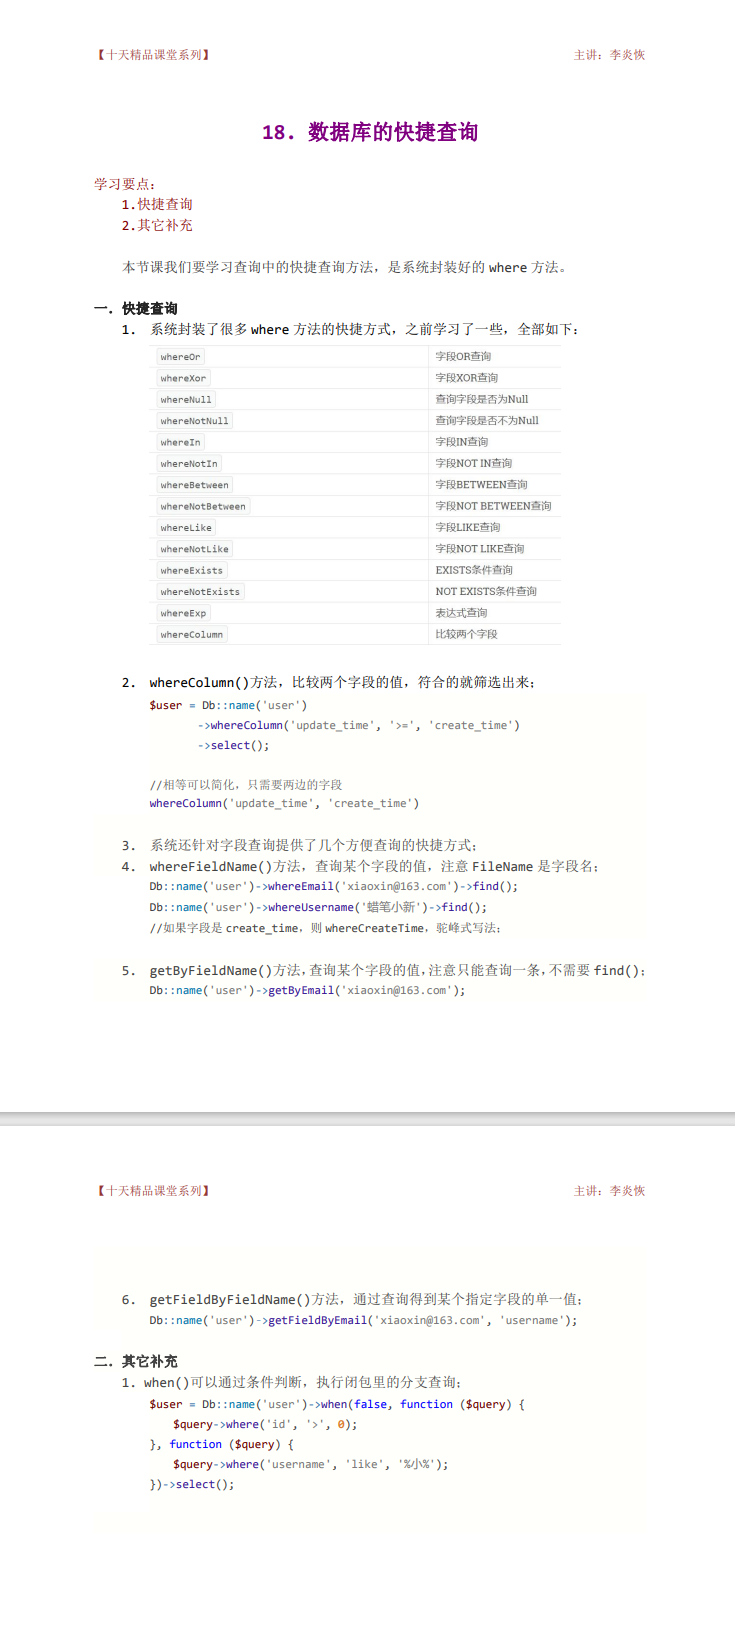 【十天精品课堂系列】 主讲：李炎恢
18．数据库的快捷查询
学习要点：
1.快捷查询
2.其它补充
本节课我们要学习查询中的快捷查询方法，是系统封装好的 where 方法。
一．快捷查询
1. 系统封装了很多 where 方法的快捷方式，之前学习了一些，全部如下：
whereOr 字段OR查询
whereXor 字段XOR查询
whereNull 查询字段是否为Null
whereNotNull 查询字段是否不为Null
whereIn 字段IN查询
whereNotIn 字段NOT IN查询
whereBetween 字段BETWEEN查询
whereNotBetween 字段NOT BETWEEN查询
whereLike 字段LIKE查询
whereNotLike 字段NOT LIKE查询
whereExists EXISTS条件查询
whereNotExists NOT EXISTS条件查询
whereExp 表达式查询
whereColumn 比较两个字段
2. whereColumn()方法，比较两个字段的值，符合的就筛选出来；
$user = Db::name('user')
->whereColumn('update_time', '>=', 'create_time')
->select();
//相等可以简化，只需要两边的字段
whereColumn('update_time', 'create_time')
3. 系统还针对字段查询提供了几个方便查询的快捷方式；
4. whereFieldName()方法，查询某个字段的值，注意 FileName 是字段名；
Db::name('user')->whereEmail('xiaoxin@163.com')->find();
Db::name('user')->whereUsername('蜡笔小新')->find();
//如果字段是 create_time，则 whereCreateTime，驼峰式写法；
5. getByFieldName()方法，查询某个字段的值，注意只能查询一条，不需要 find()；
Db::name('user')->getByEmail('xiaoxin@163.com');
【十天精品课堂系列】 主讲：李炎恢
6. getFieldByFieldName()方法，通过查询得到某个指定字段的单一值；
Db::name('user')->getFieldByEmail('xiaoxin@163.com', 'username');
二．其它补充
1. when()可以通过条件判断，执行闭包里的分支查询；
$user = Db::name('user')->when(false, function ($query) {
$query->where('id', '>', 0);
}, function ($query) {
$query->where('username', 'like', '%小%');
})->select();